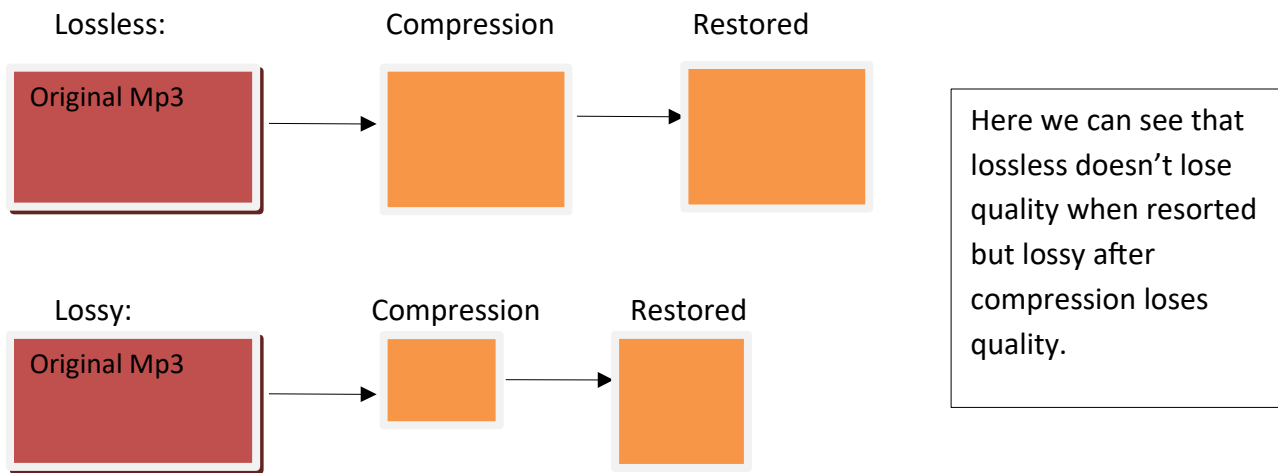 Lossless:
Compression
Restored
Original Mp3
Here we can see that
lossless doesn’t lose
quality when resorted
but lossy after
compression loses
quality.
Lossy:
Compression
Restored
Original Mp3